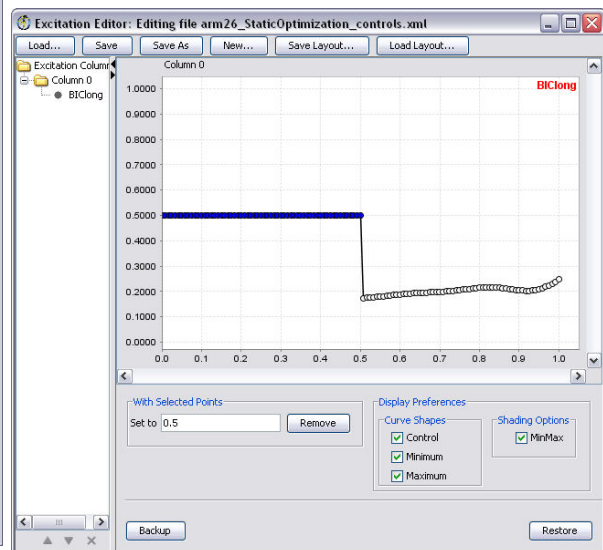 Excitation Editor: Editing file arm26_StaticOptimization_controls.xml
Load... Save Save As New... Save Layout... Load Layout...
Excitation Column
Column 0
BIClong
Column 0
BIClong
1.0000
0.9000
0.8000
0.7000
0.6000
0.5000
0.4000
0.3000
0.2000
0.1000
0.0000
0.0 0.1 0.2 0.3 0.4 0.5 0.6 0.7 0.8 0.9 1.0
With Selected Points
Set to 0.5 Remove
Display Preferences
Curve Shapes
Control
Minimum
Maximum
Shading Options
MinMax
Backup Restore